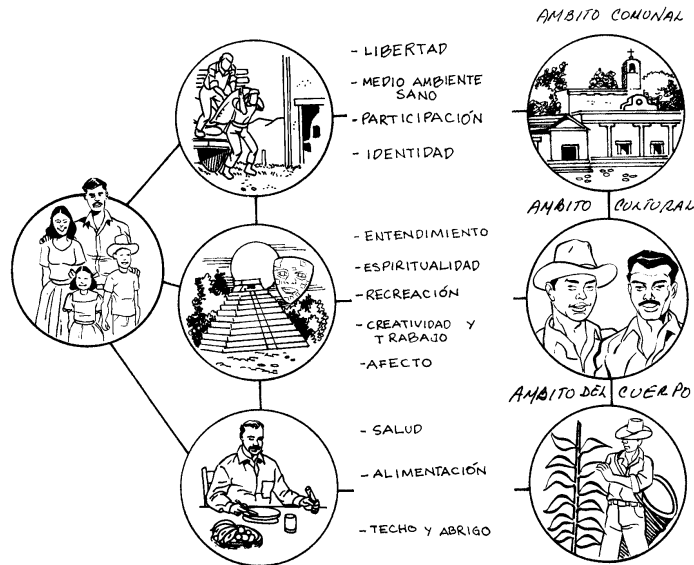 AMBITO COMUNAL
- LIBERTAD
- MEDIO AMBIENTE
SANO
- PARTICIPACIÓN
- IDENTIDAD
AMBITO CULTURAL
- ENTENDIMIENTO
- ESPIRITUALIDAD
- RECREACIÓN
- CREATIVIDAD Y
TRABAJO
- AFECTO
AMBITO DEL CUERPO
- SALUD
- ALIMENTACIÓN
- TECHO Y ABRIGO